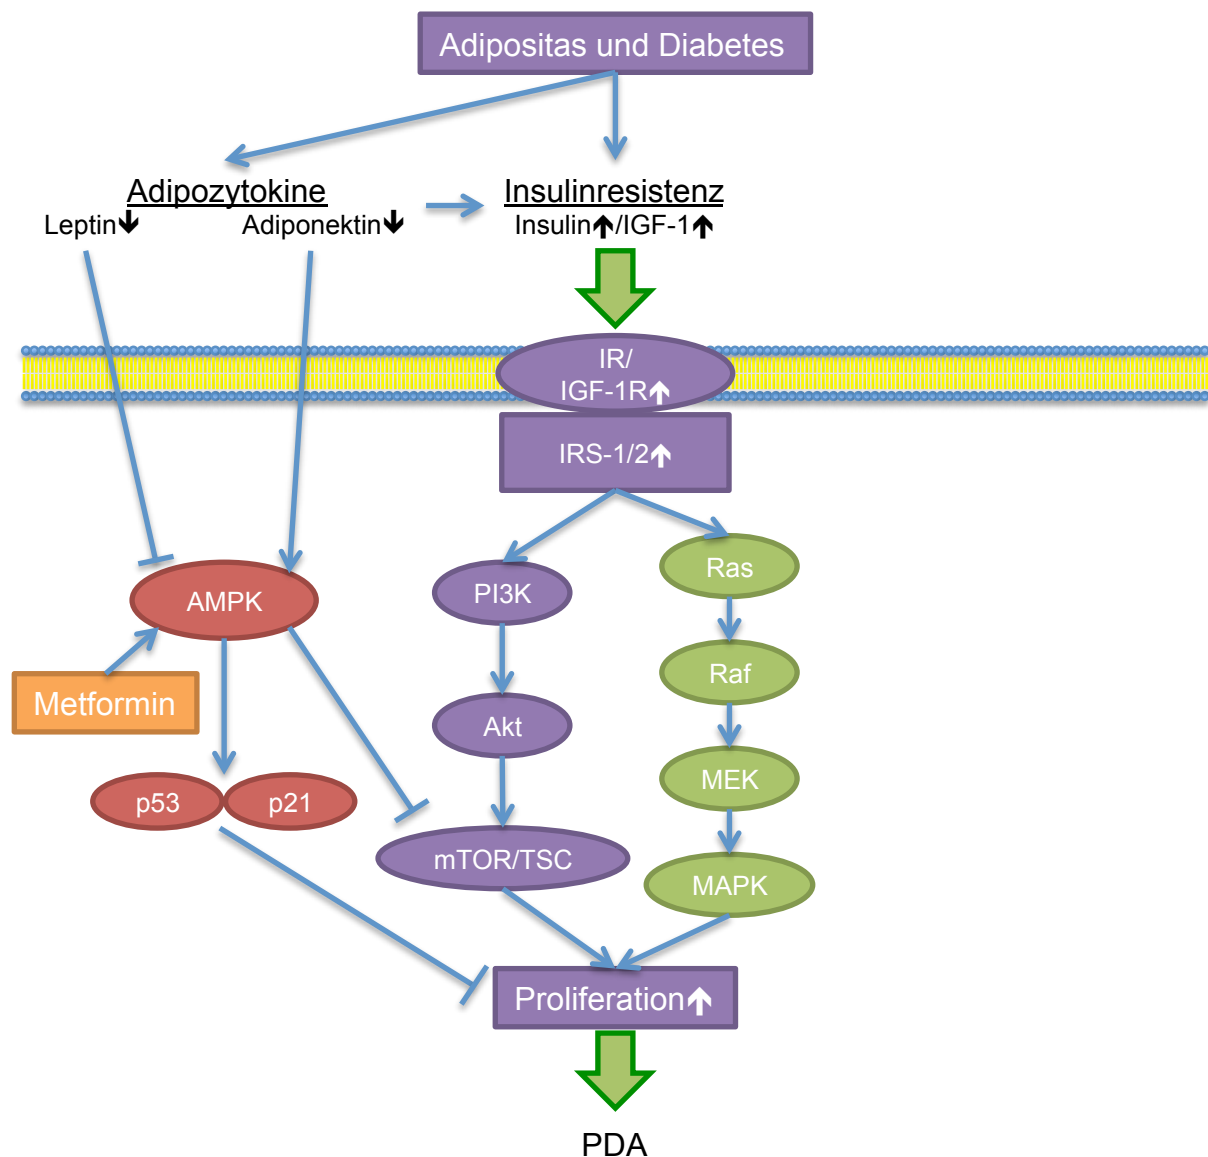 Adipositas und Diabetes
Adipozytokine
Leptin🡇 Adiponektin🡇
Insulinresistenz
Insulin🡅/IGF-1🡅
IR/
IGF-1R🡅
IRS-1/2🡅
PI3K
Ras
AMPK
Raf
Metformin
Akt
MEK
p53
p21
mTOR/TSC
MAPK
Proliferation🡅
PDA